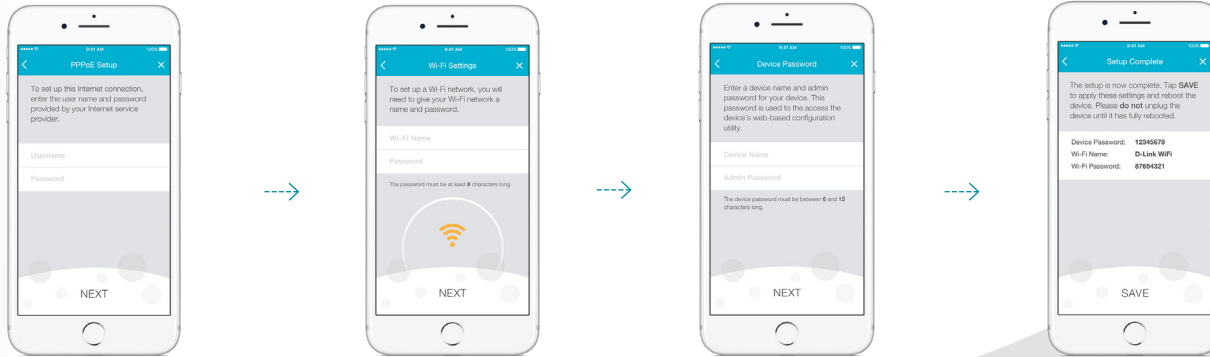 9:41 AM 100%
PPPoE Setup
To set up this Internet connection,
enter the user name and password
provided by your Internet service
provider.
Username
Password
NEXT
9:41 AM 100%
Wi-Fi Settings
To set up a Wi-Fi network, you will
need to give your Wi-Fi network a
name and password.
Wi-Fi Name
Password
The password must be at least 8 characters long.
NEXT
9:41 AM 100%
Device Password
Enter a device name and admin
password for your device. This
password is used to the access the
device's web-based configuration
utility.
Device Name
Admin Password
The device password must be between 6 and 15
characters long.
NEXT
9:41 AM 100%
Setup Complete
The setup is now complete. Tap SAVE
to apply these settings and reboot the
device. Please do not unplug the
device until it has fully rebooted.
Device Password: 12345678
Wi-Fi Name: D-Link WiFi
Wi-Fi Password: 87654321
SAVE